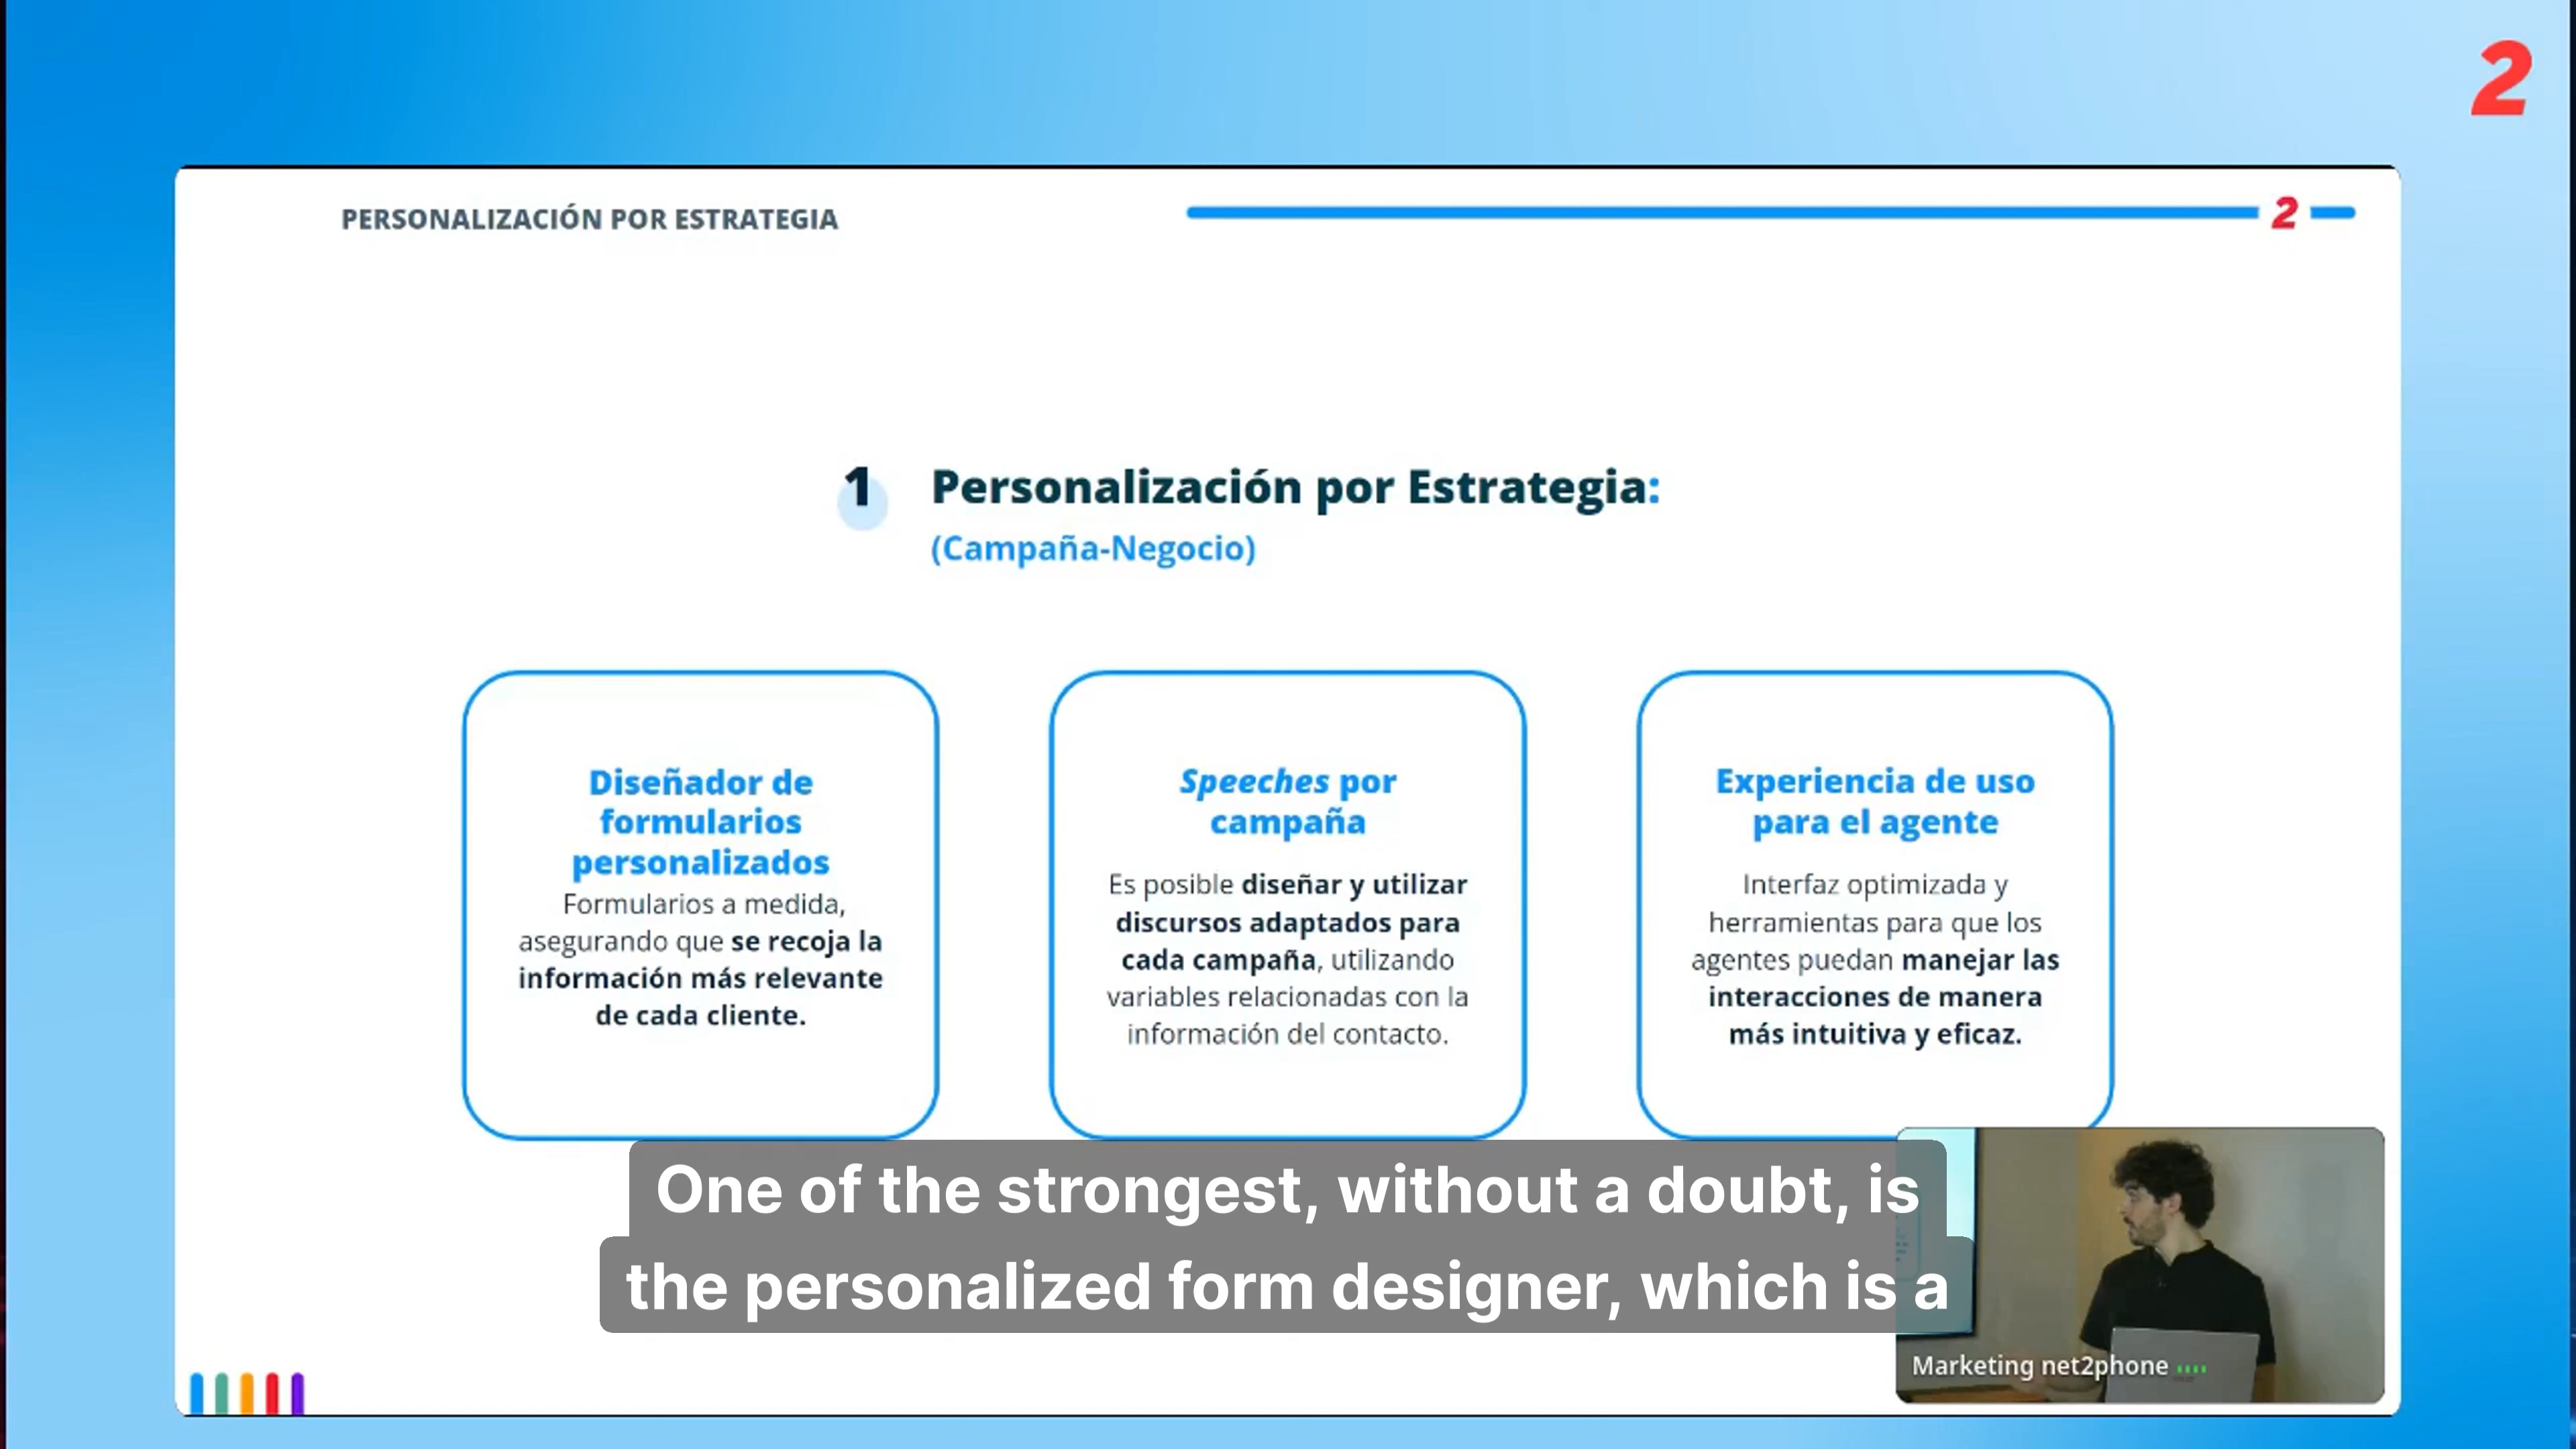 2
PERSONALIZACIÓN POR ESTRATEGIA
2
1
Personalización por Estrategia:
(Campaña-Negocio)
Diseñador de
formularios
personalizados
Formularios a medida,
asegurando que se recoja la
información más relevante
de cada cliente.
Speeches por
campaña
Es posible diseñar y utilizar
discursos adaptados para
cada campaña, utilizando
variables relacionadas con la
información del contacto.
Experiencia de uso
para el agente
Interfaz optimizada y
herramientas para que los
agentes puedan manejar las
interacciones de manera
más intuitiva y eficaz.
One of the strongest, without a doubt, is
the personalized form designer, which is a
Marketing net2phone